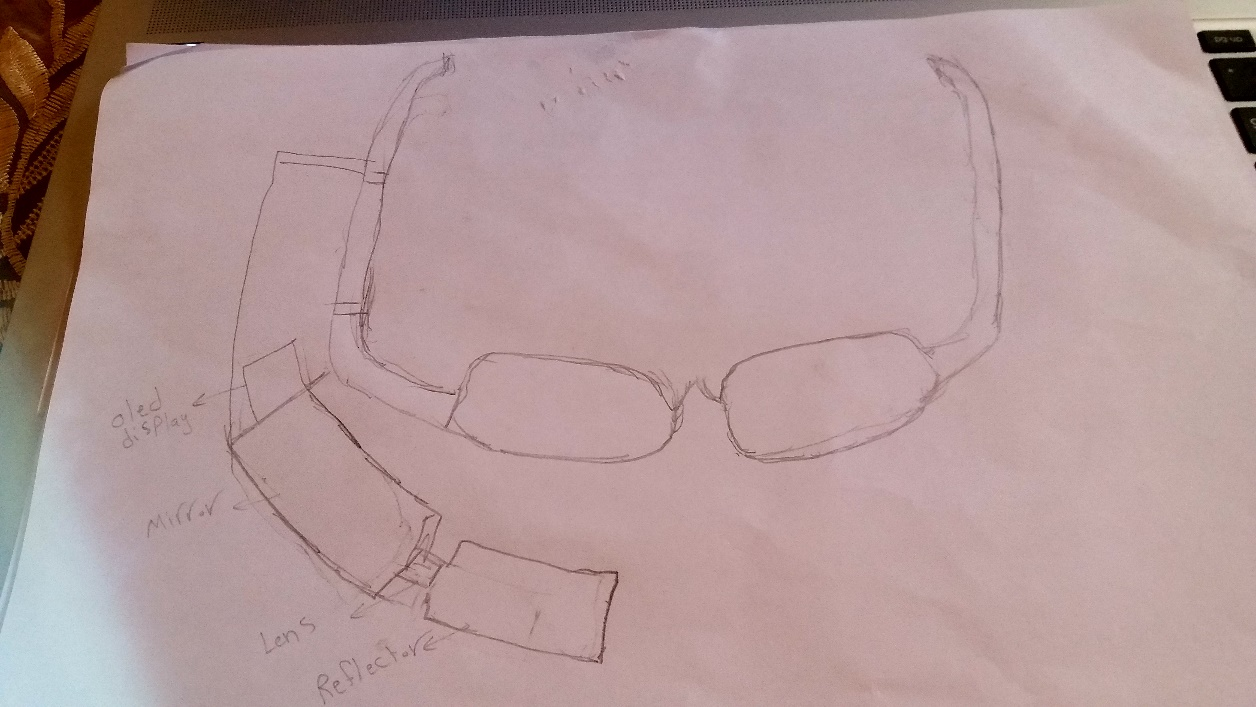 oled
display
Mirror
Lens
Reflector